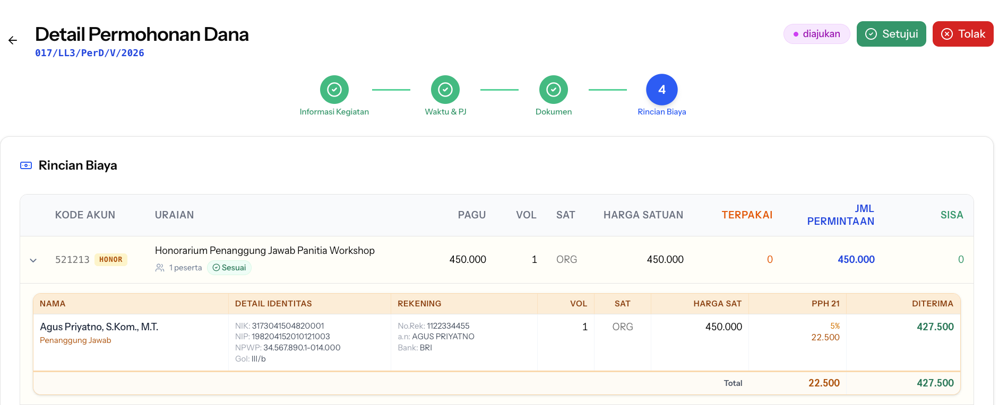 Detail Permohonan Dana
017/LL3/PerD/V/2026
diajukan
Setujui
Tolak
4
Informasi Kegiatan
Waktu & PJ
Dokumen
Rincian Biaya
Rincian Biaya
KODE AKUN URAIAN PAGU VOL SAT HARGA SATUAN TERPAKAI JML PERMINTAAN SISA
521213 HONOR Honorarium Penanggung Jawab Panitia Workshop 450.000 1 ORG 450.000 0 450.000 0
1 peserta Sesuai
NAMA DETAIL IDENTITAS REKENING VOL SAT HARGA SAT PPH 21 DITERIMA
Agus Priyatno, S.Kom., M.T. NIK: 3173041504820001 No.Rek: 1122334455 1 ORG 450.000 5% 427.500
Penanggung Jawab NIP: 198204152010121003 a.n: AGUS PRIYATNO 22.500
NPWP: 34.567.890.1-014.000 Bank: BRI
Gol: III/b
Total 22.500 427.500